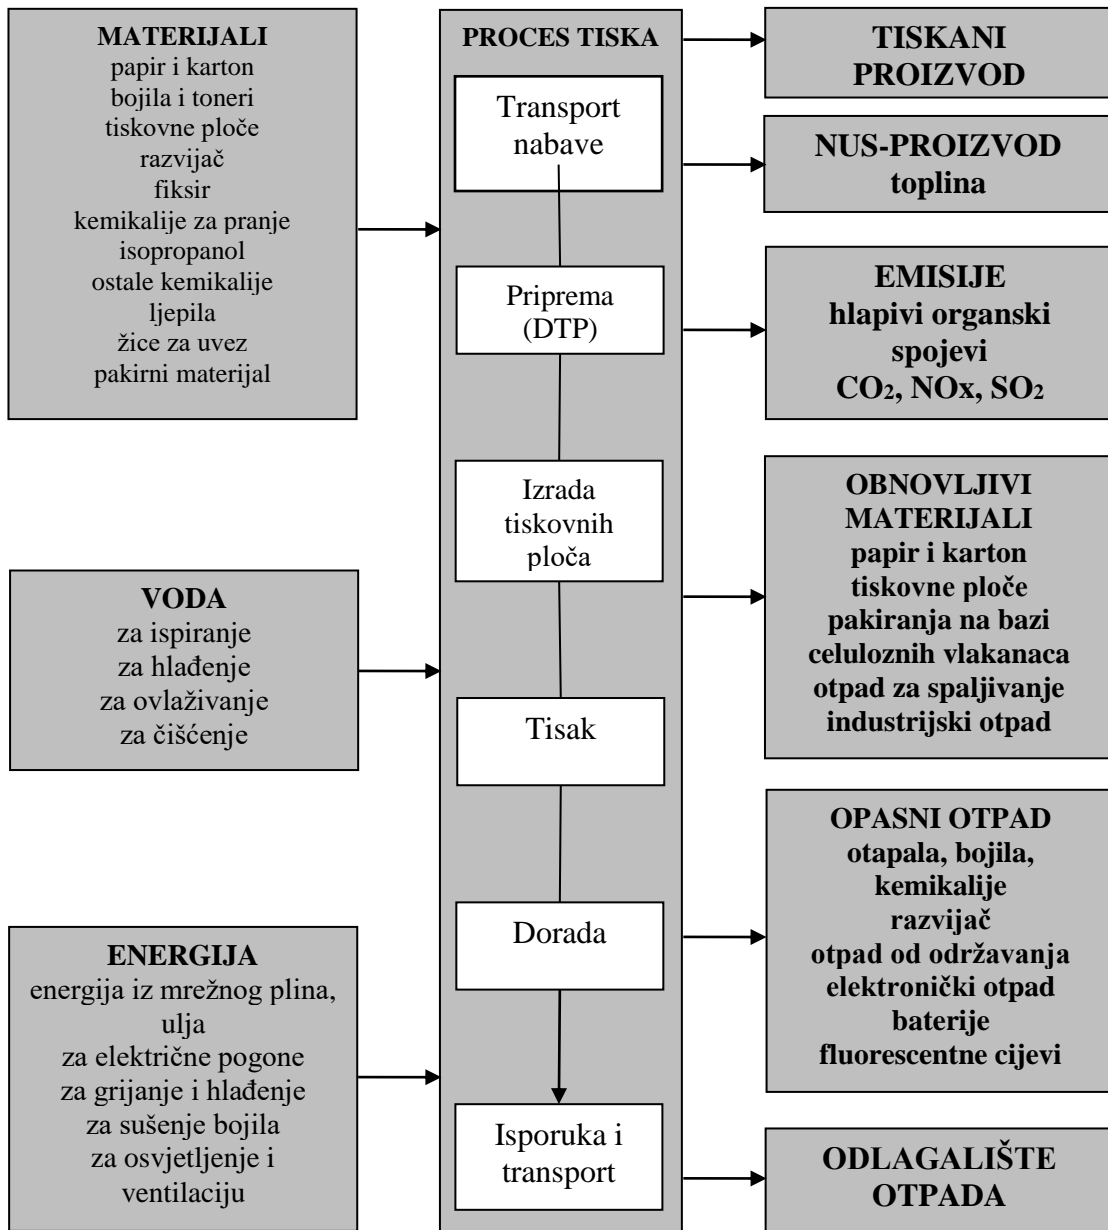 MATERIJALI
papir i karton
bojila i toneri
tiskovne ploče
razvijač
fiksir
kemikalije za pranje
isopropanol
ostale kemikalije
ljepila
žice za uvez
pakirni materijal
VODA
za ispiranje
za hlađenje
za ovlaživanje
za čišćenje
ENERGIJA
energija iz mrežnog plina,
ulja
za električne pogone
za grijanje i hlađenje
za sušenje bojila
za osvjetljenje i
ventilaciju
PROCES TISKA
Transport
nabave
Priprema
(DTP)
Izrada
tiskovnih
ploča
Tisak
Dorada
Isporuka i
transport
TISKANI
PROIZVOD
NUS-PROIZVOD
toplina
EMISIJE
hlapivi organski
spojevi
CO₂, NOx, SO₂
OBNOVLJIVI
MATERIJALI
papir i karton
tiskovne ploče
pakiranja na bazi
celuloznih vlakanaca
otpad za spaljivanje
industrijski otpad
OPASNI OTPAD
otapala, bojila,
kemikalije
razvijač
otpad od održavanja
elektronički otpad
baterije
fluorescentne cijevi
ODLAGALIŠTE
OTPADA